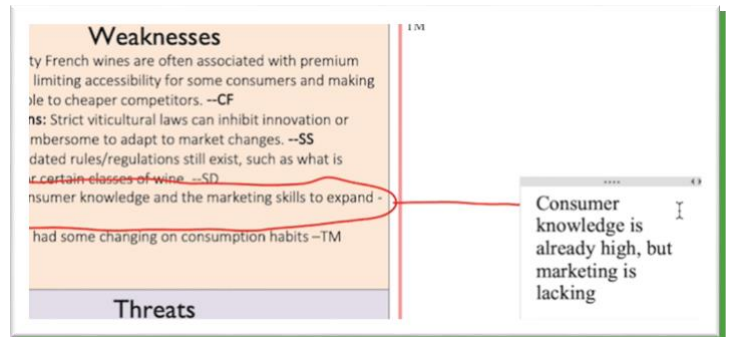 TM
Weaknesses
ty French wines are often associated with premium
limiting accessibility for some consumers and making
ble to cheaper competitors. --CF
ns: Strict viticultural laws can inhibit innovation or
mbersome to adapt to market changes. --SS
dated rules/regulations still exist, such as what is
r certain classes of wine --SD
nsumer knowledge and the marketing skills to expand -
had some changing on consumption habits –TM
Threats
Consumer
knowledge is
already high, but
marketing is
lacking